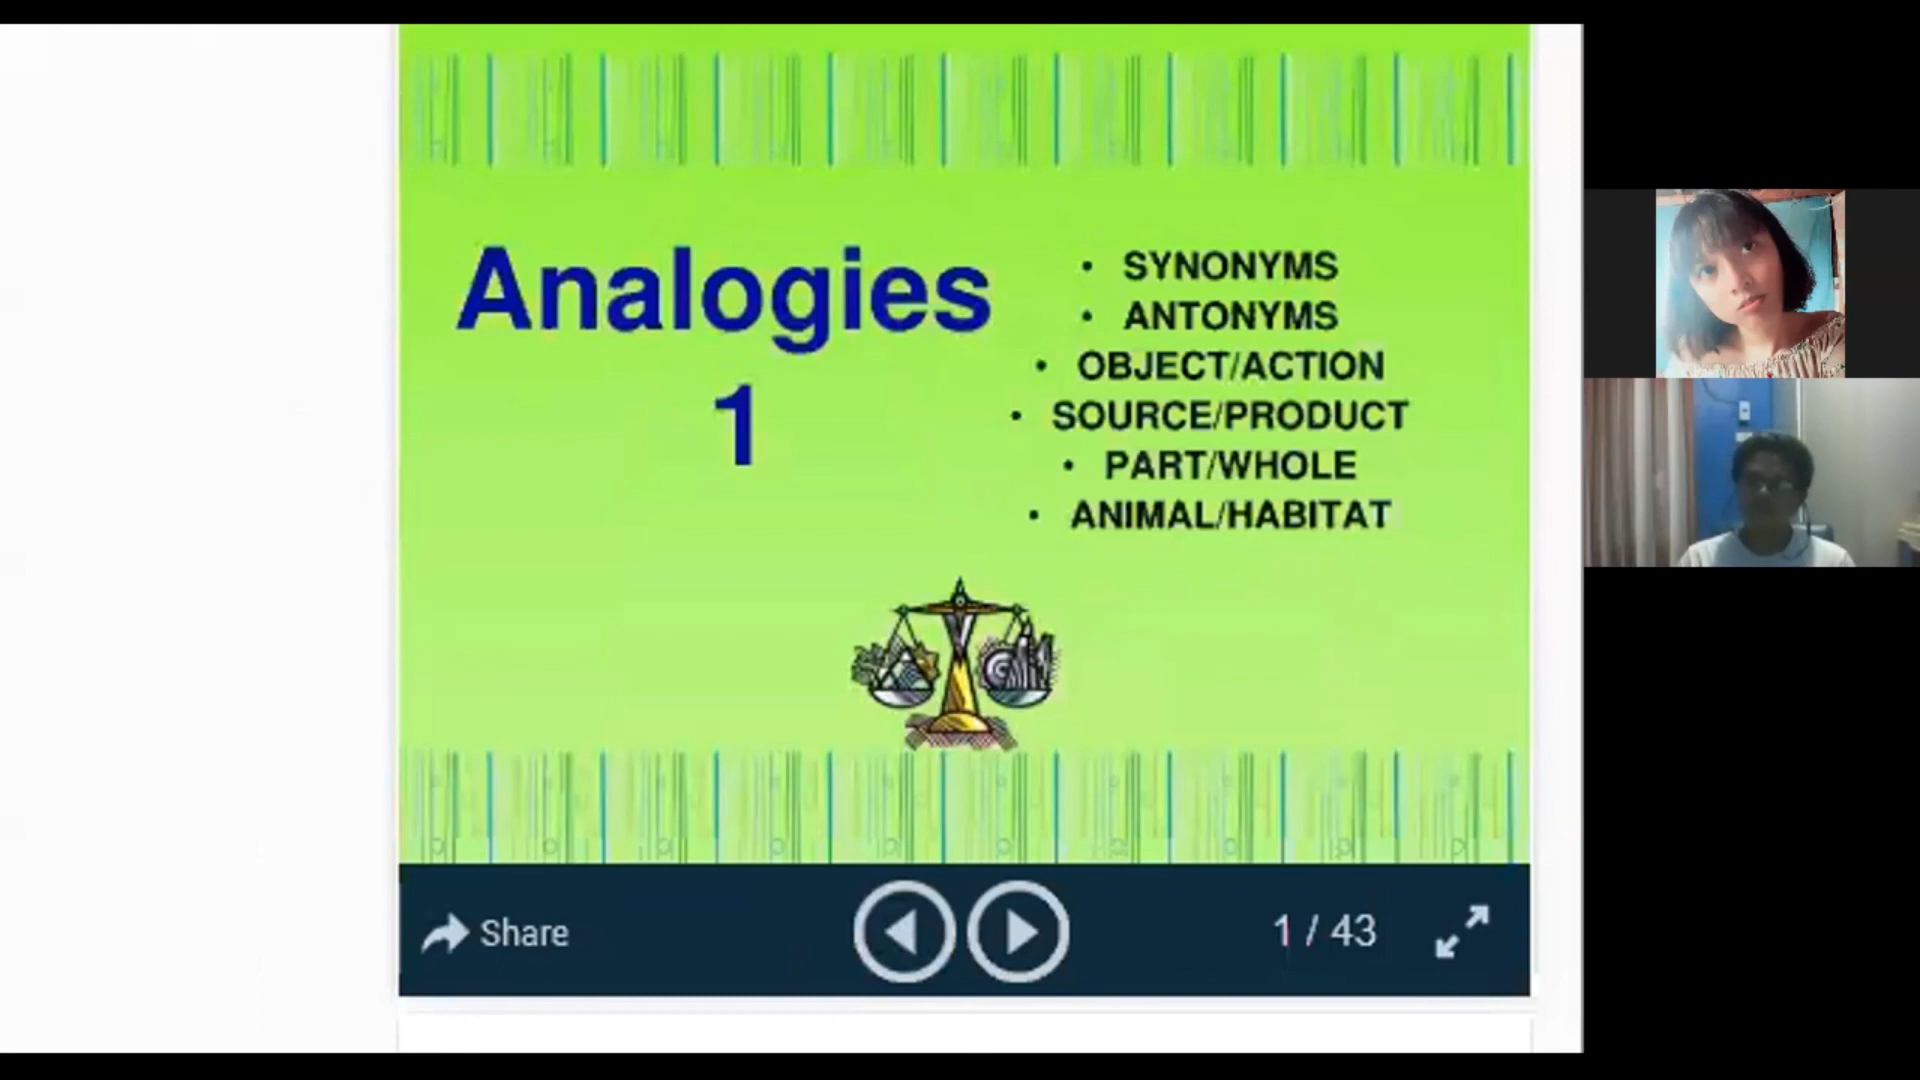 Analogies
1
• SYNONYMS
• ANTONYMS
• OBJECT/ACTION
• SOURCE/PRODUCT
• PART/WHOLE
• ANIMAL/HABITAT
Share
1 / 43